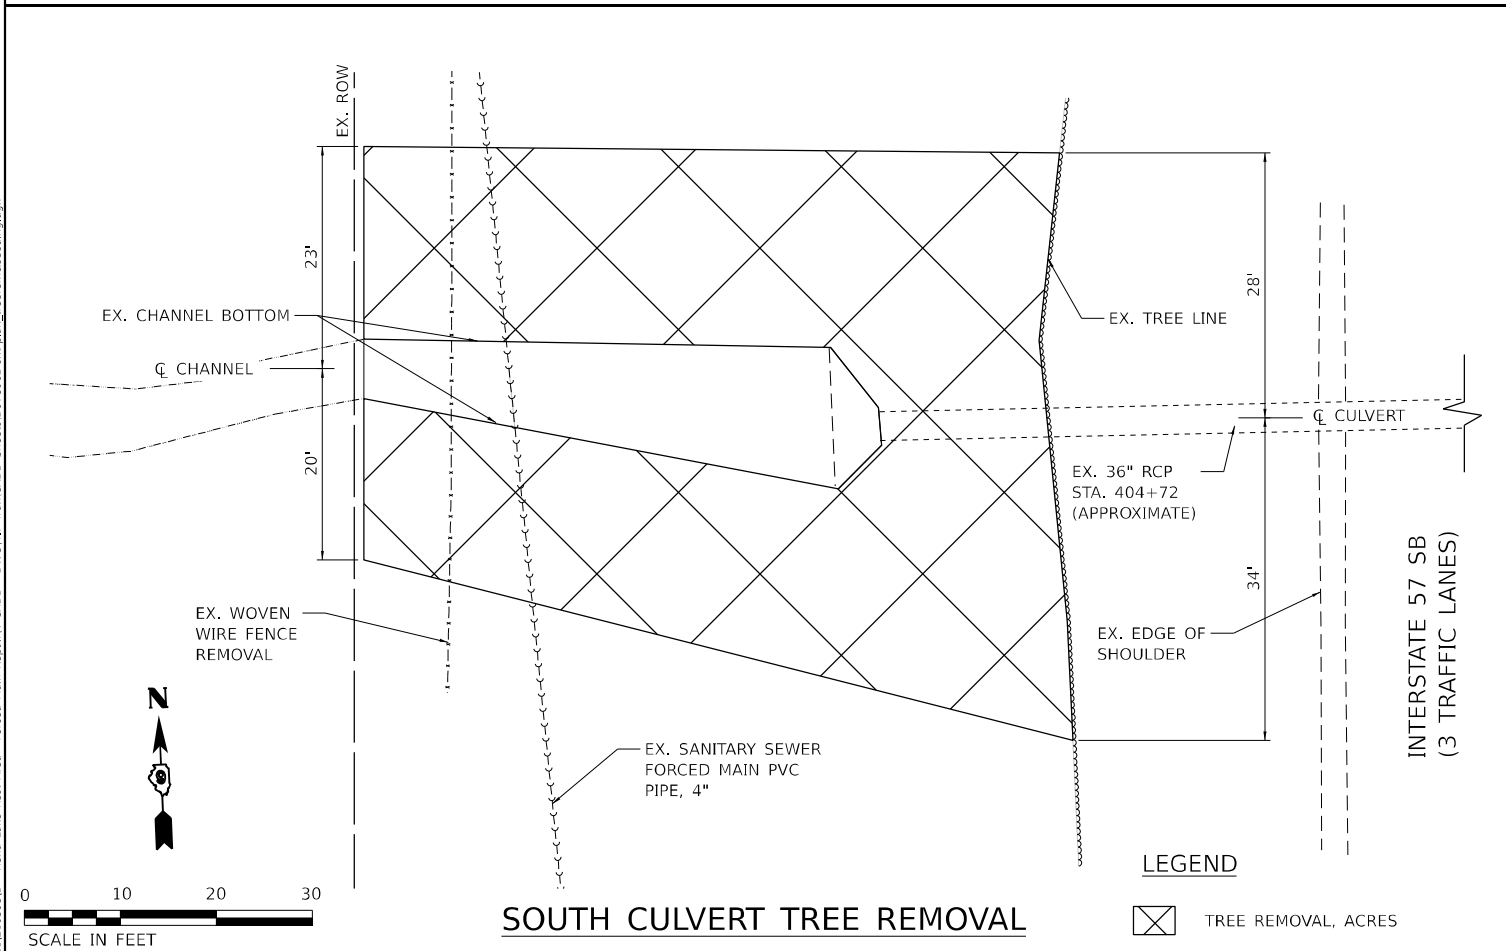 EX. ROW
23'
28'
EX. CHANNEL BOTTOM
EX. TREE LINE
℄ CHANNEL
℄ CULVERT
20'
EX. 36" RCP
STA. 404+72
(APPROXIMATE)
34'
INTERSTATE 57 SB
(3 TRAFFIC LANES)
EX. WOVEN
WIRE FENCE
REMOVAL
EX. EDGE OF
SHOULDER
N
EX. SANITARY SEWER
FORCED MAIN PVC
PIPE, 4"
LEGEND
0 10 20 30
SCALE IN FEET
SOUTH CULVERT TREE REMOVAL
TREE REMOVAL, ACRES